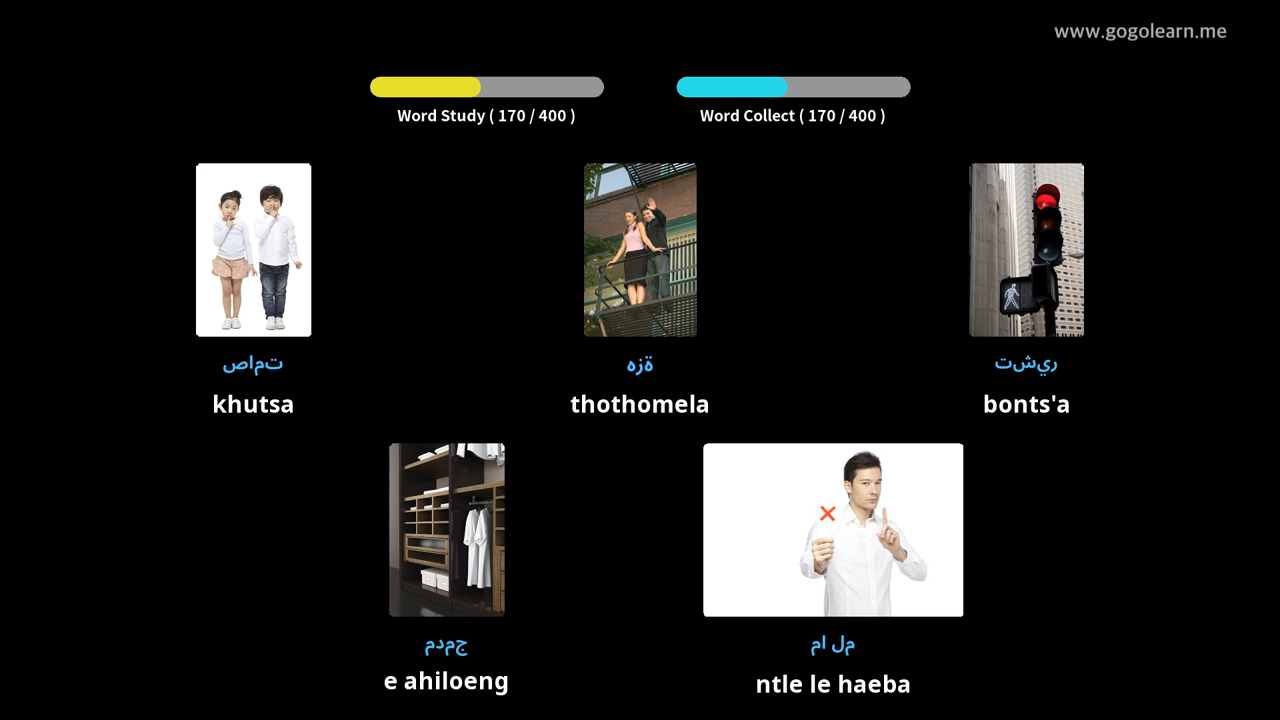 www.gogolearn.me
Word Study ( 170 / 400 )
Word Collect ( 170 / 400 )
تماص
khutsa
ةزه
thothomela
ريشت
bonts'a
جمدم
e ahiloeng
مل ام
ntle le haeba